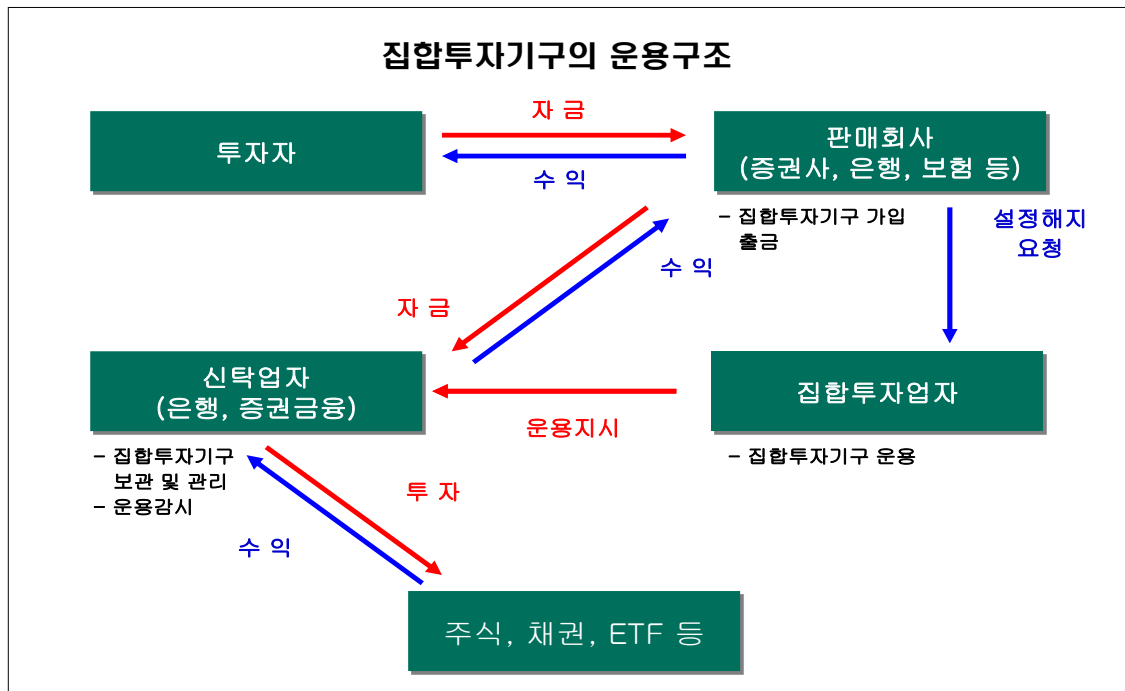 집합투자기구의 운용구조
자 금
투자자
판매회사
(증권사, 은행, 보험 등)
수 익
- 집합투자기구 가입
출금
설정해지
요청
수 익
자 금
신탁업자
(은행, 증권금융)
집합투자업자
운용지시
- 집합투자기구
보관 및 관리
- 운용감시
- 집합투자기구 운용
투 자
수 익
주식, 채권, ETF 등